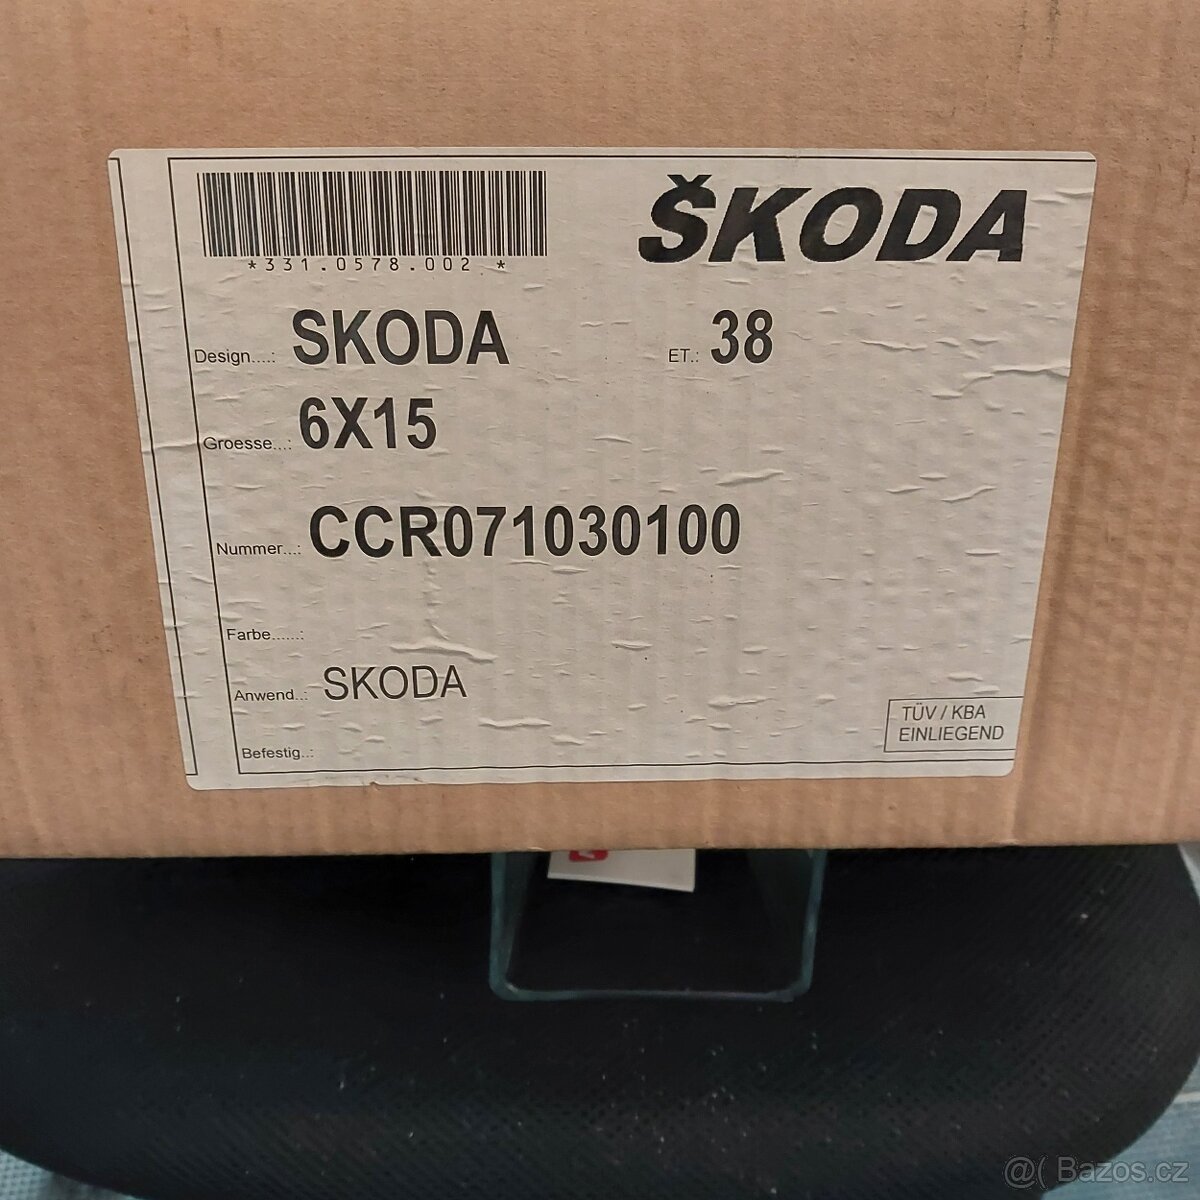 *331.0578.002 *
ŠKODA
Design....: SKODA ET.: 38
Groesse...: 6X15
Nummer...: CCR071030100
Farbe......:
Anwend..: SKODA
Befestig..:
TÜV / KBA
EINLIEGEND
@( Bazos.cz